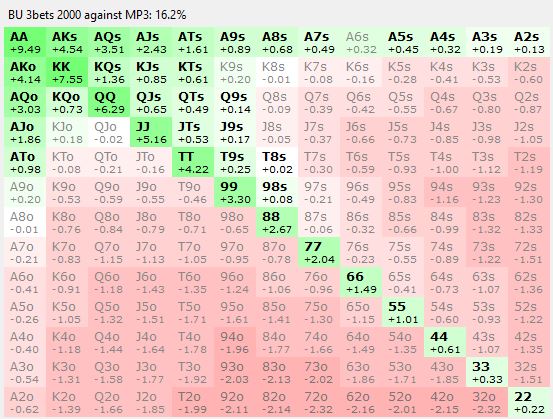 BU 3bets 2000 against MP3: 16.2%
AA AKs AQs AJs ATs A9s A8s A7s A6s A5s A4s A3s A2s
+9.49 +4.54 +3.51 +2.43 +1.61 +0.89 +0.68 +0.49 +0.32 +0.45 +0.32 +0.19 +0.13
AKo KK KQs KJs KTs K9s K8s K7s K6s K5s K4s K3s K2s
+4.14 +7.55 +1.36 +0.85 +0.61 +0.20 -0.01 -0.08 -0.16 -0.28 -0.41 -0.53 -0.60
AQo KQo QQ QJs QTs Q9s Q8s Q7s Q6s Q5s Q4s Q3s Q2s
+3.03 +0.73 +6.29 +0.65 +0.49 +0.14 -0.09 -0.39 -0.42 -0.55 -0.67 -0.80 -0.87
AJo KJo QJo JJ JTs J9s J8s J7s J6s J5s J4s J3s J2s
+1.86 +0.18 -0.02 +5.16 +0.53 +0.17 -0.05 -0.37 -0.66 -0.73 -0.85 -0.98 -1.05
ATo KTo QTo JTo TT T9s T8s T7s T6s T5s T4s T3s T2s
+0.98 -0.08 -0.21 -0.16 +4.22 +0.25 +0.02 -0.30 -0.59 -0.93 -1.00 -1.12 -1.19
A9o K9o Q9o J9o T9o 99 98s 97s 96s 95s 94s 93s 92s
+0.20 -0.53 -0.59 -0.55 -0.46 +3.30 +0.08 -0.21 -0.49 -0.83 -1.16 -1.23 -1.30
A8o K8o Q8o J8o T8o 98o 88 87s 86s 85s 84s 83s 82s
-0.01 -0.76 -0.84 -0.79 -0.71 -0.65 +2.67 -0.06 -0.32 -0.66 -0.99 -1.32 -1.33
A7o K7o Q7o J7o T7o 97o 87o 77 76s 75s 74s 73s 72s
-0.21 -0.83 -1.15 -1.13 -1.05 -0.95 -0.78 +2.04 -0.23 -0.55 -0.89 -1.22 -1.51
A6o K6o Q6o J6o T6o 96o 86o 76o 66 65s 64s 63s 62s
-0.41 -0.91 -1.18 -1.43 -1.35 -1.24 -1.06 -0.96 +1.49 -0.41 -0.73 -1.07 -1.36
A5o K5o Q5o J5o T5o 95o 85o 75o 65o 55 54s 53s 52s
-0.26 -1.05 -1.32 -1.51 -1.71 -1.61 -1.41 -1.30 -1.15 +1.01 -0.60 -0.93 -1.22
A4o K4o Q4o J4o T4o 94o 84o 74o 64o 54o 44 43s 42s
-0.40 -1.18 -1.44 -1.64 -1.78 -1.96 -1.77 -1.66 -1.49 -1.35 +0.61 -1.07 -1.35
A3o K3o Q3o J3o T3o 93o 83o 73o 63o 53o 43o 33 32s
-0.54 -1.31 -1.58 -1.77 -1.92 -2.03 -2.13 -2.02 -1.86 -1.71 -1.85 +0.33 -1.51
A2o K2o Q2o J2o T2o 92o 82o 72o 62o 52o 42o 32o 22
-0.62 -1.39 -1.66 -1.85 -1.99 -2.11 -2.14 -2.32 -2.16 -2.01 -2.15 -2.32 +0.22